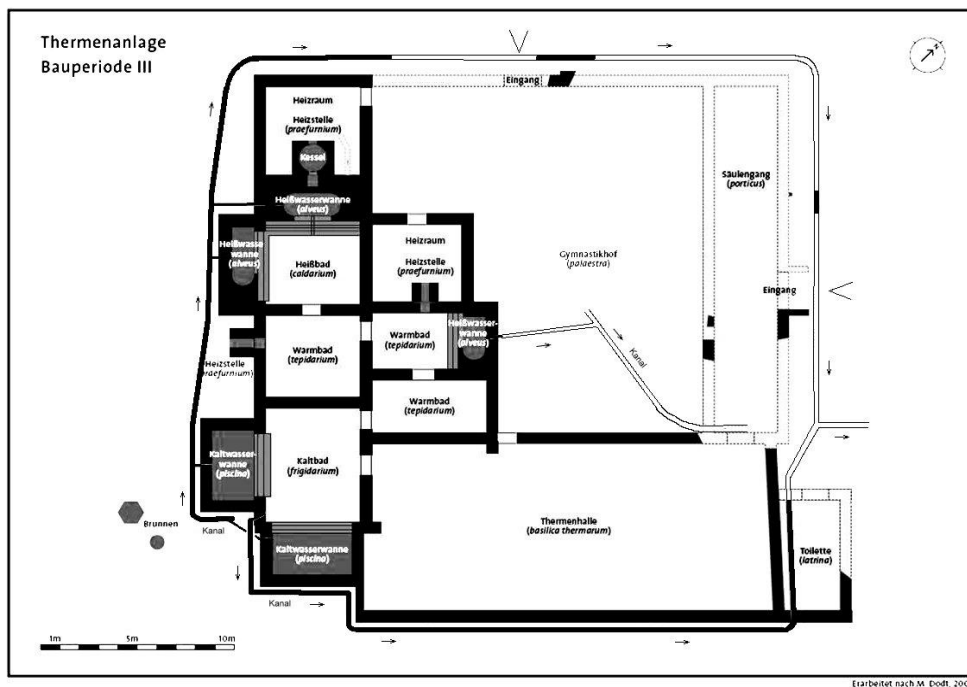 Thermenanlage
Bauperiode III
N
Eingang
Heizraum
Heizstelle
(praefurnium)
Kessel
Säulengang
(porticus)
Heißwasserwanne
(alveus)
Heißwasse
wanne
(alveus)
Heißbad
(caldarium)
Heizraum
Heizstelle
(praefurnium)
Gymnastikhof
(palaestra)
Eingang
Warmbad
(tepidarium)
Warmbad
(tepidarium)
Heißwasser-
wanne
(alveus)
Heizstelle
praefurnium)
Kanal
Warmbad
(tepidarium)
Kaltwasser-
wanne
(piscina)
Kaltbad
(frigidarium)
Brunnen
Kanal
Thermenhalle
(basilica thermarum)
Kaltwasserwanne
(piscina)
Toilette
(latrina)
Kanal
1m 5m 10m
Erarbeitet nach M. Dodt,